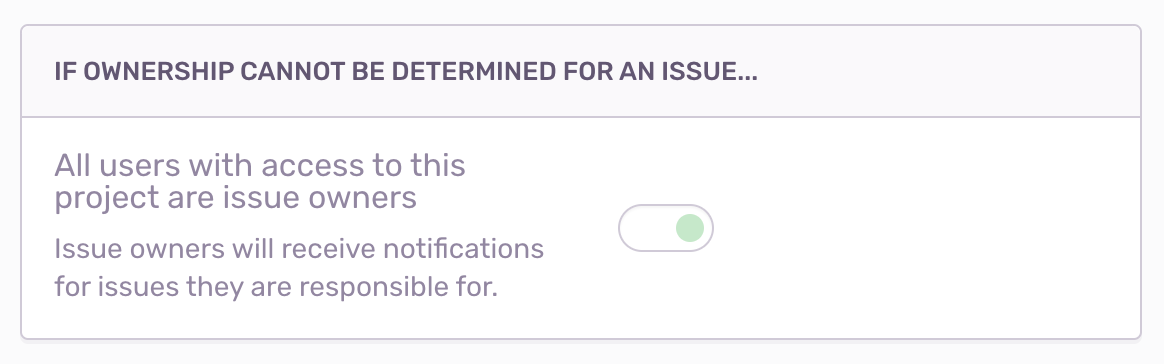 IF OWNERSHIP CANNOT BE DETERMINED FOR AN ISSUE...
All users with access to this
project are issue owners
Issue owners will receive notifications
for issues they are responsible for.